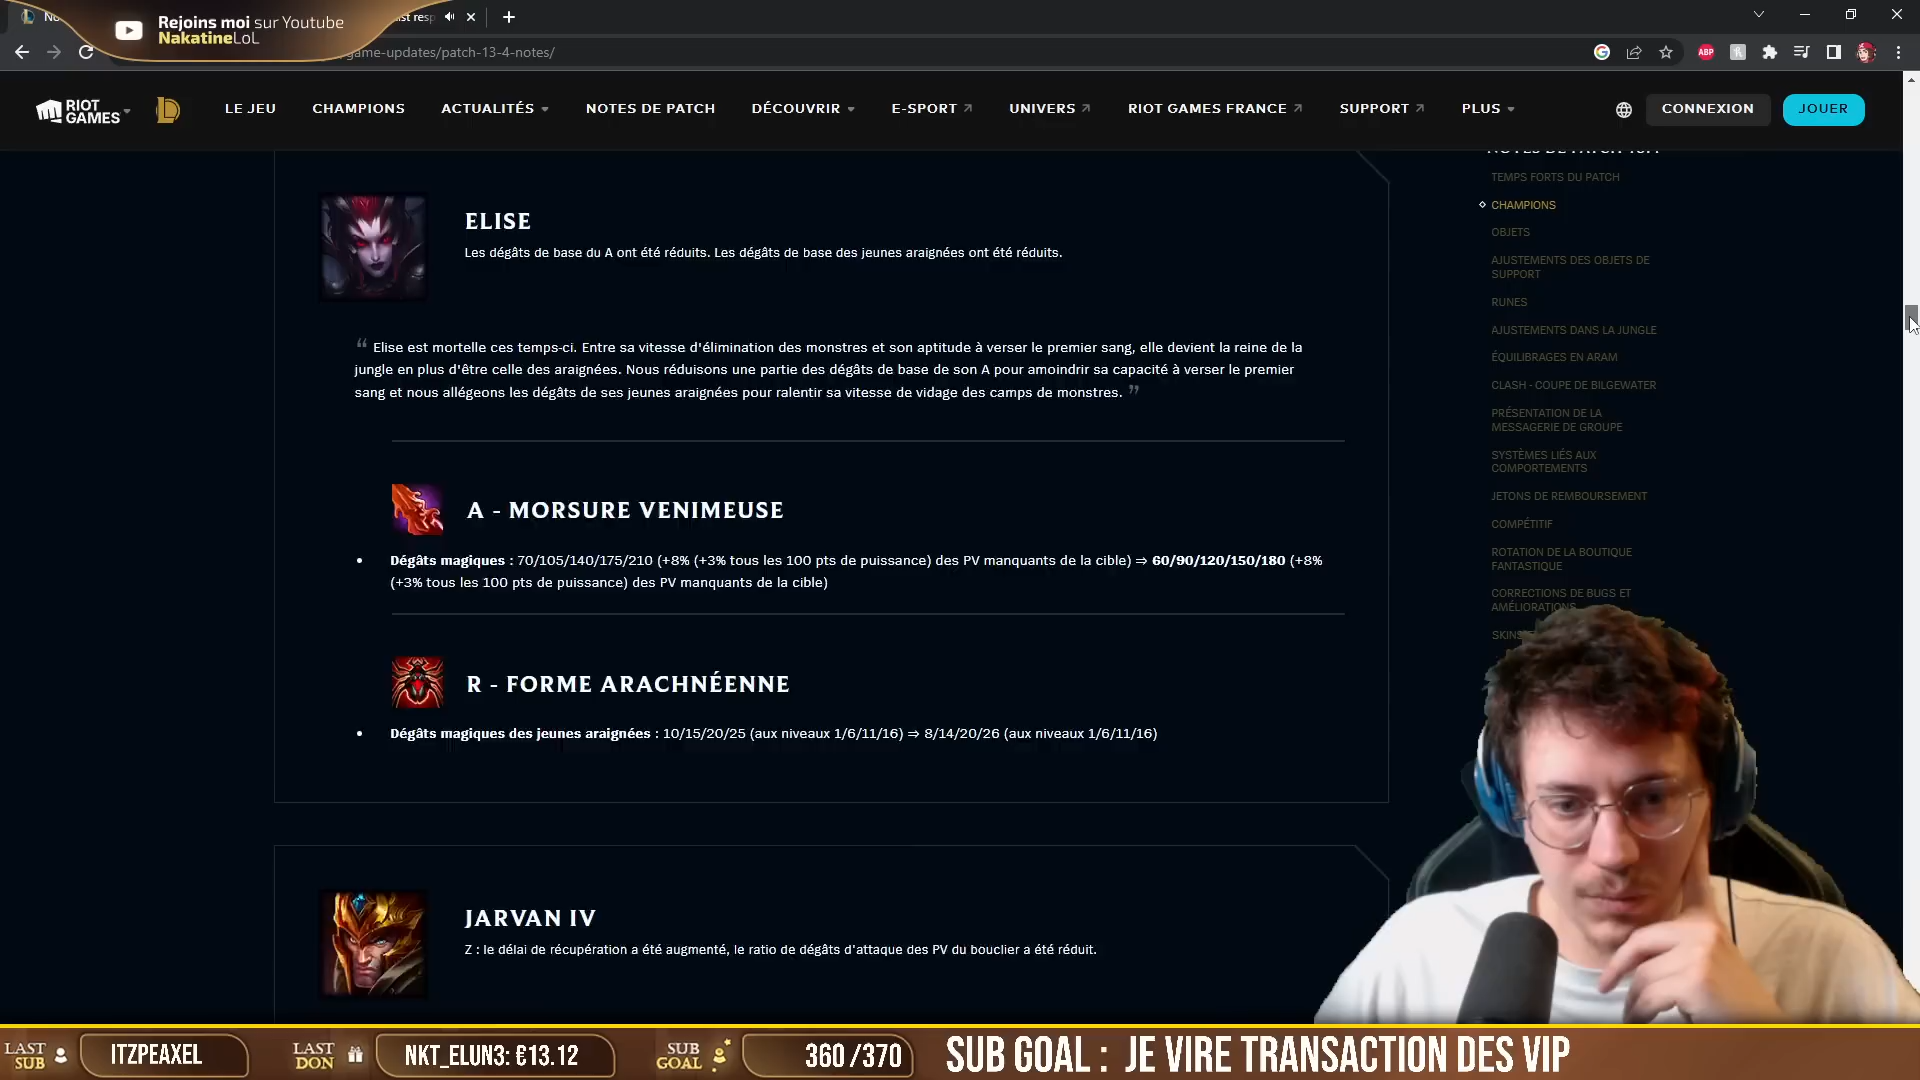 Rejoins moi sur Youtube
NakatineLoL
game-updates/patch-13-4-notes/
ABP
RIOT
GAMES
LE JEU
CHAMPIONS
ACTUALITÉS
NOTES DE PATCH
DÉCOUVRIR
E-SPORT
UNIVERS
RIOT GAMES FRANCE
SUPPORT
PLUS
CONNEXION
JOUER
ELISE
Les dégâts de base du A ont été réduits. Les dégâts de base des jeunes araignées ont été réduits.
“ Elise est mortelle ces temps-ci. Entre sa vitesse d'élimination des monstres et son aptitude à verser le premier sang, elle devient la reine de la
jungle en plus d'être celle des araignées. Nous réduisons une partie des dégâts de base de son A pour amoindrir sa capacité à verser le premier
sang et nous allégeons les dégâts de ses jeunes araignées pour ralentir sa vitesse de vidage des camps de monstres. ”
A - MORSURE VENIMEUSE
• Dégâts magiques : 70/105/140/175/210 (+8% (+3% tous les 100 pts de puissance) des PV manquants de la cible) ⇒ 60/90/120/150/180 (+8%
(+3% tous les 100 pts de puissance) des PV manquants de la cible)
R - FORME ARACHNÉENNE
• Dégâts magiques des jeunes araignées : 10/15/20/25 (aux niveaux 1/6/11/16) ⇒ 8/14/20/26 (aux niveaux 1/6/11/16)
JARVAN IV
Z : le délai de récupération a été augmenté, le ratio de dégâts d'attaque des PV du bouclier a été réduit.
TEMPS FORTS DU PATCH
CHAMPIONS
OBJETS
AJUSTEMENTS DES OBJETS DE
SUPPORT
RUNES
AJUSTEMENTS DANS LA JUNGLE
ÉQUILIBRAGES EN ARAM
CLASH - COUPE DE BILGEWATER
PRÉSENTATION DE LA
MESSAGERIE DE GROUPE
SYSTÈMES LIÉS AUX
COMPORTEMENTS
JETONS DE REMBOURSEMENT
COMPÉTITIF
ROTATION DE LA BOUTIQUE
FANTASTIQUE
CORRECTIONS DE BUGS ET
AMÉLIORATIONS
SKINS
LAST
SUB
ITZPEAXEL
LAST
DON
NKT_ELUN3: €13.12
SUB
GOAL
360 /370
SUB GOAL : JE VIRE TRANSACTION DES VIP